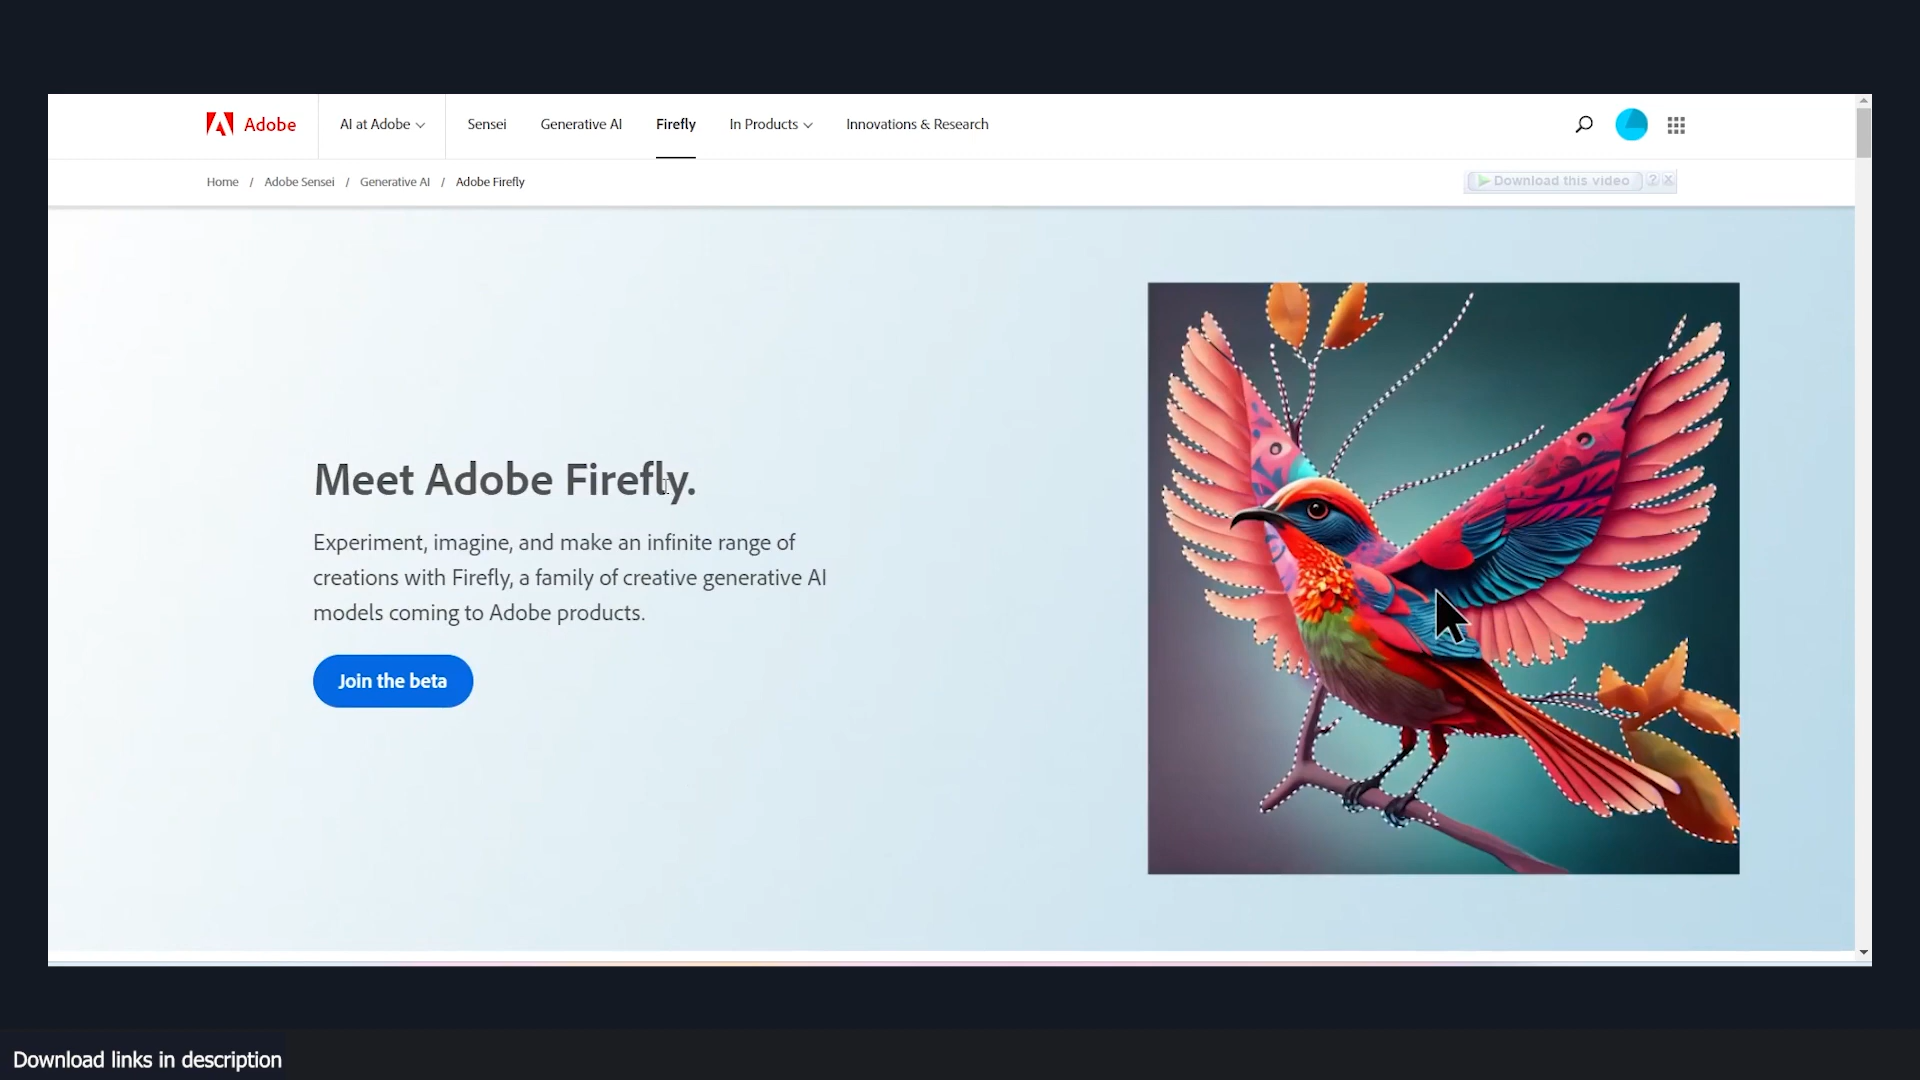 Adobe
AI at Adobe
Sensei
Generative AI
Firefly
In Products
Innovations & Research
Home / Adobe Sensei / Generative AI / Adobe Firefly
Download this video ? X
Meet Adobe Firefly.
Experiment, imagine, and make an infinite range of
creations with Firefly, a family of creative generative AI
models coming to Adobe products.
Join the beta
Download links in description